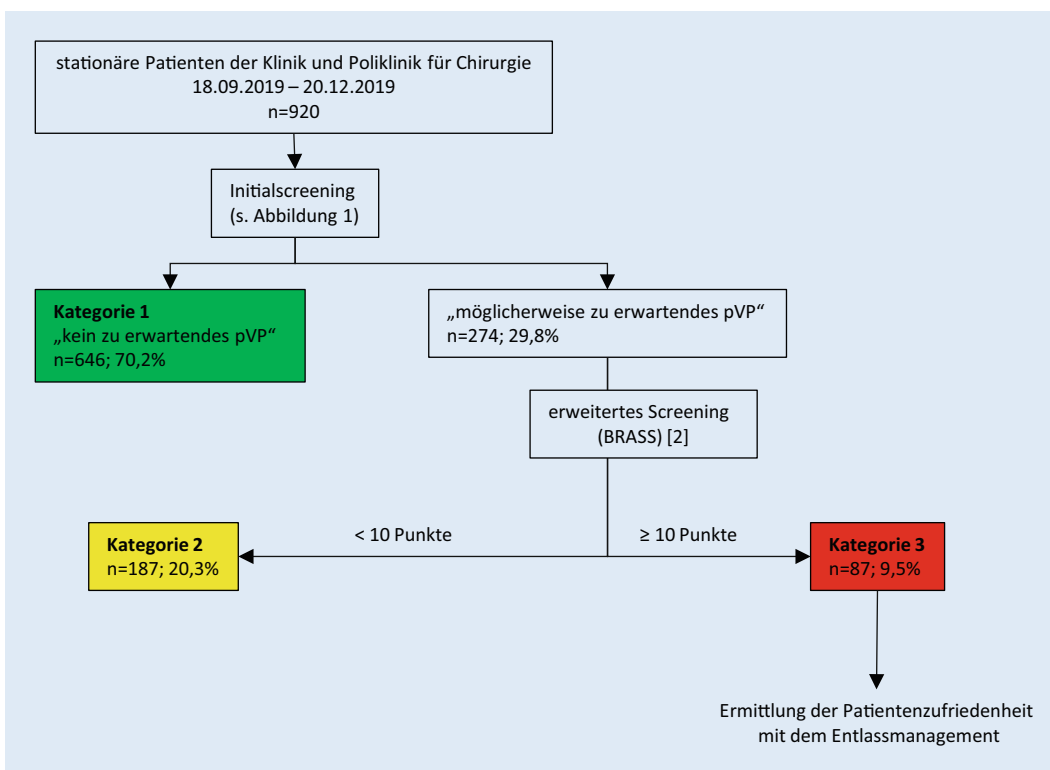 stationäre Patienten der Klinik und Poliklinik für Chirurgie
18.09.2019 – 20.12.2019
n=920
Initialscreening
(s. Abbildung 1)
Kategorie 1
„kein zu erwartendes pVP“
n=646; 70,2%
„möglicherweise zu erwartendes pVP“
n=274; 29,8%
erweitertes Screening
(BRASS) [2]
< 10 Punkte
≥ 10 Punkte
Kategorie 2
n=187; 20,3%
Kategorie 3
n=87; 9,5%
Ermittlung der Patientenzufriedenheit
mit dem Entlassmanagement